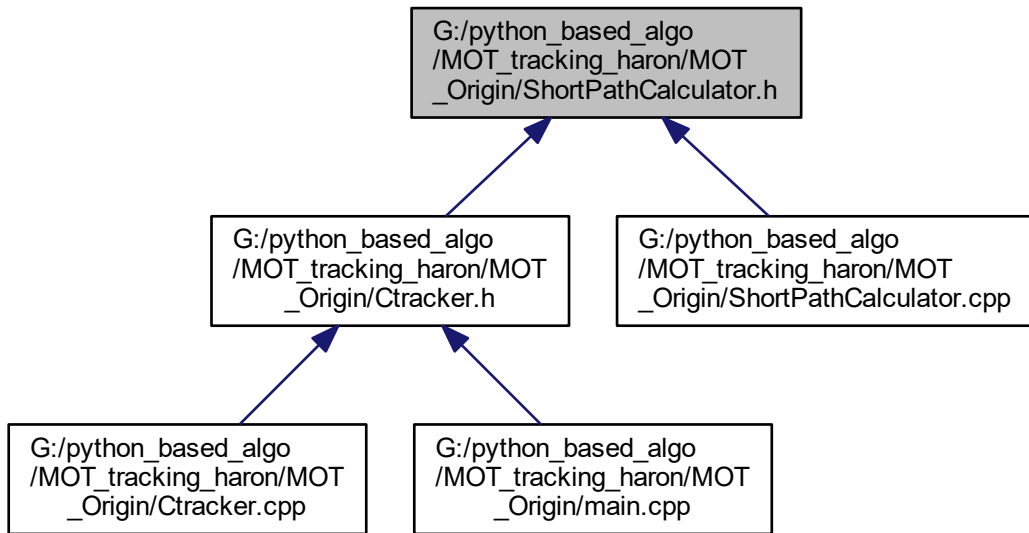 G:/python_based_algo
/MOT_tracking_haron/MOT
_Origin/ShortPathCalculator.h
G:/python_based_algo
/MOT_tracking_haron/MOT
_Origin/Ctracker.h
G:/python_based_algo
/MOT_tracking_haron/MOT
_Origin/ShortPathCalculator.cpp
G:/python_based_algo
/MOT_tracking_haron/MOT
_Origin/Ctracker.cpp
G:/python_based_algo
/MOT_tracking_haron/MOT
_Origin/main.cpp